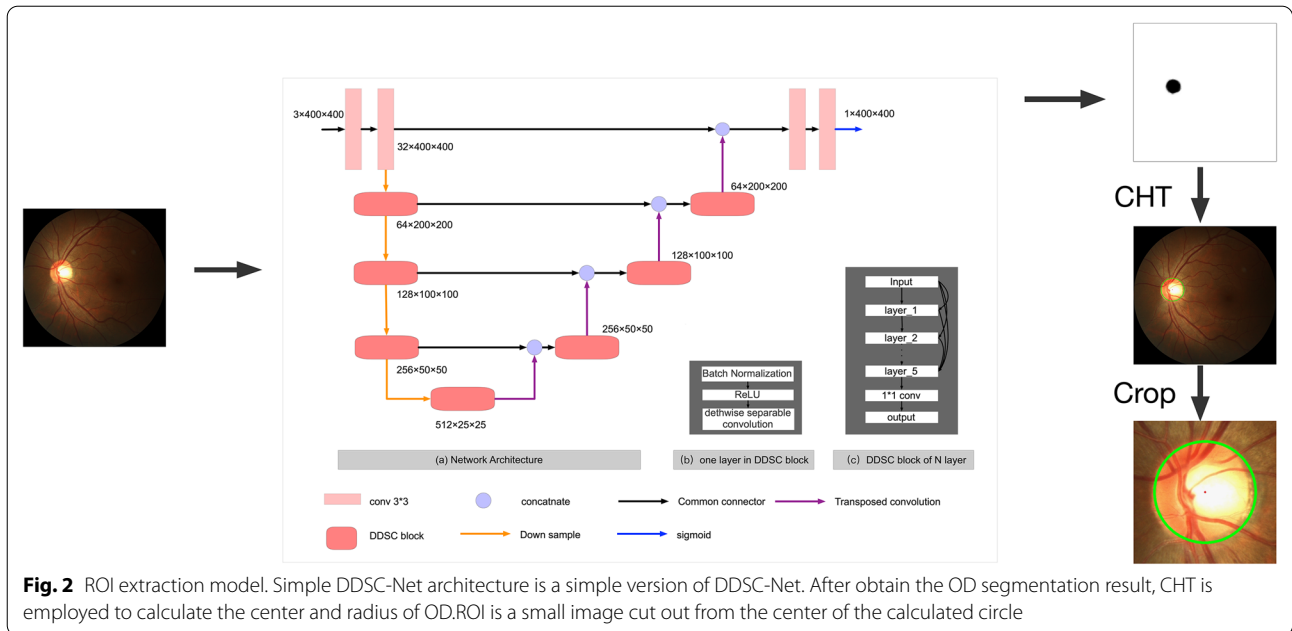 3×400×400
32×400×400
1×400×400
64×200×200
64×200×200
128×100×100
128×100×100
256×50×50
256×50×50
512×25×25
Batch Normalization
ReLU
dethwise separable
convolution
Input
layer_1
layer_2
layer_5
1*1 conv
output
(a) Network Architecture
(b) one layer in DDSC block
(c) DDSC block of N layer
conv 3*3
concatnate
Common connector
Transposed convolution
DDSC block
Down sample
sigmoid
CHT
Crop
Fig. 2 ROI extraction model. Simple DDSC-Net architecture is a simple version of DDSC-Net. After obtain the OD segmentation result, CHT is
employed to calculate the center and radius of OD.ROI is a small image cut out from the center of the calculated circle